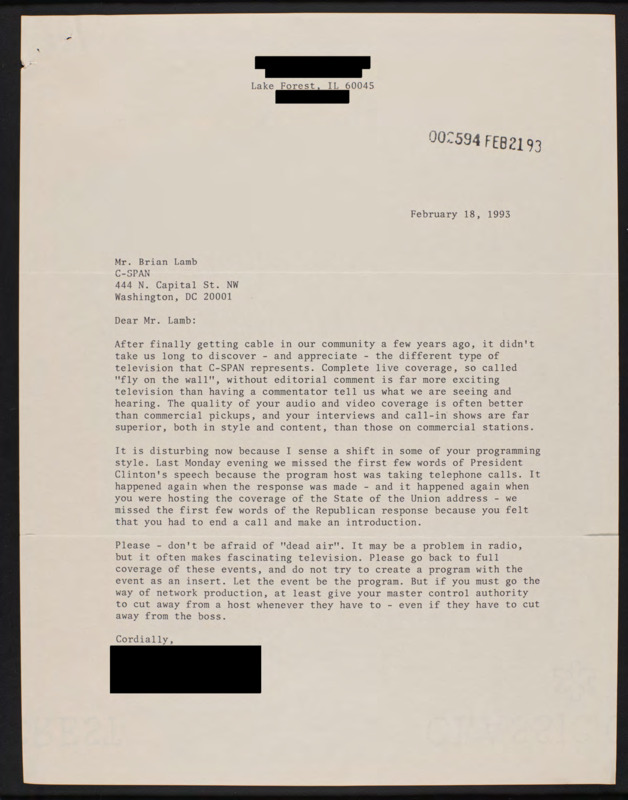 Lake Forest, IL 60045
594 FEB2193
February 18, 1993
Mr. Brian Lamb
C-SPAN
444 N. Capital St. NW
Washington, DC 20001
Dear Mr. Lamb:
After finally getting cable in our community a few years ago, it didn't
take us long to discover - and appreciate - the different type of
television that C-SPAN represents. Complete live coverage, so called
"fly on the wall", without editorial comment is far more exciting
television than having a commentator tell us what we are seeing and
hearing. The quality of your audio and video coverage is often better
than commercial pickups, and your interviews and call-in shows are far
superior, both in style and content, than those on commercial stations.
It is disturbing now because I sense a shift in some of your programming
style. Last Monday evening we missed the first few words of President
Clinton's speech because the program host was taking telephone calls. It
happened again when the response was made - and it happened again when
you were hosting the coverage of the State of the Union address - we
missed the first few words of the Republican response because you felt
that you had to end a call and make an introduction.
Please - don't be afraid of "dead air". It may be a problem in radio,
but it often makes fascinating television. Please go back to full
coverage of these events, and do not try to create a program with the
event as an insert. Let the event be the program. But if you must go the
way of network production, at least give your master control authority
to cut away from a host whenever they have to - even if they have to cut
away from the boss.
Cordially,